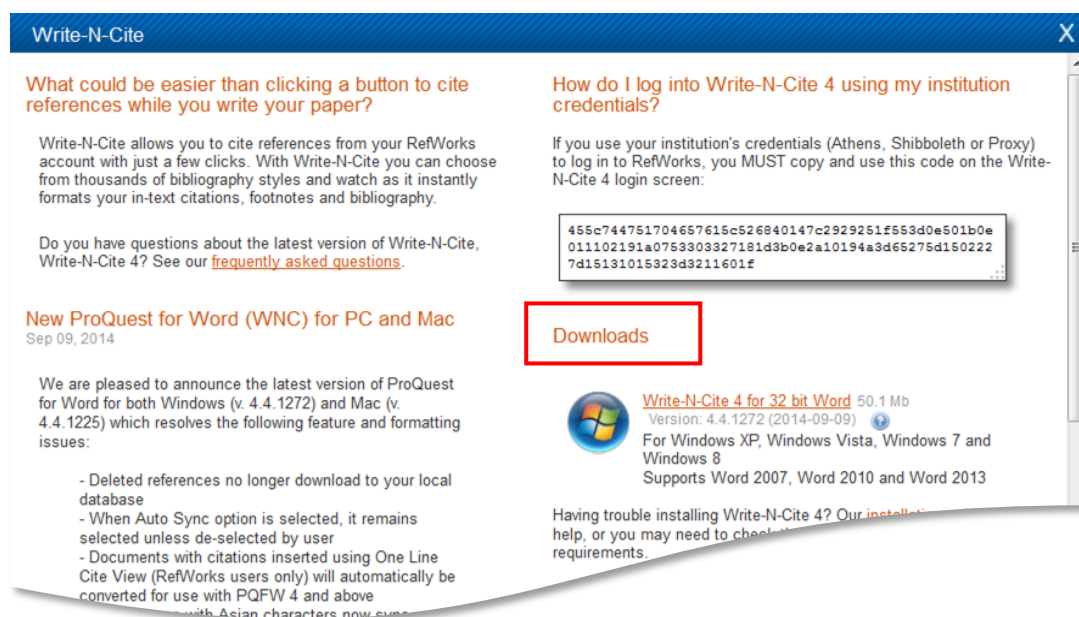 Write-N-Cite
X
What could be easier than clicking a button to cite
references while you write your paper?
Write-N-Cite allows you to cite references from your RefWorks
account with just a few clicks. With Write-N-Cite you can choose
from thousands of bibliography styles and watch as it instantly
formats your in-text citations, footnotes and bibliography.
Do you have questions about the latest version of Write-N-Cite,
Write-N-Cite 4? See our frequently asked questions.
New ProQuest for Word (WNC) for PC and Mac
Sep 09, 2014
We are pleased to announce the latest version of ProQuest
for Word for both Windows (v. 4.4.1272) and Mac (v.
4.4.1225) which resolves the following feature and formatting
issues:
- Deleted references no longer download to your local
database
- When Auto Sync option is selected, it remains
selected unless de-selected by user
- Documents with citations inserted using One Line
Cite View (RefWorks users only) will automatically be
converted for use with PQFW 4 and above
with Asian characters now sync
How do I log into Write-N-Cite 4 using my institution
credentials?
If you use your institution's credentials (Athens, Shibboleth or Proxy)
to log in to RefWorks, you MUST copy and use this code on the Write-
N-Cite 4 login screen:
455c744751704657615c526840147c2929251f553d0e501b0e
011102191a0753303327181d3b0e2a10194a3d65275d150222
7d15131015323d3211601f
Downloads
Write-N-Cite 4 for 32 bit Word 50.1 Mb
Version: 4.4.1272 (2014-09-09)
For Windows XP, Windows Vista, Windows 7 and
Windows 8
Supports Word 2007, Word 2010 and Word 2013
Having trouble installing Write-N-Cite 4? Our
help, or you may need to check
requirements.